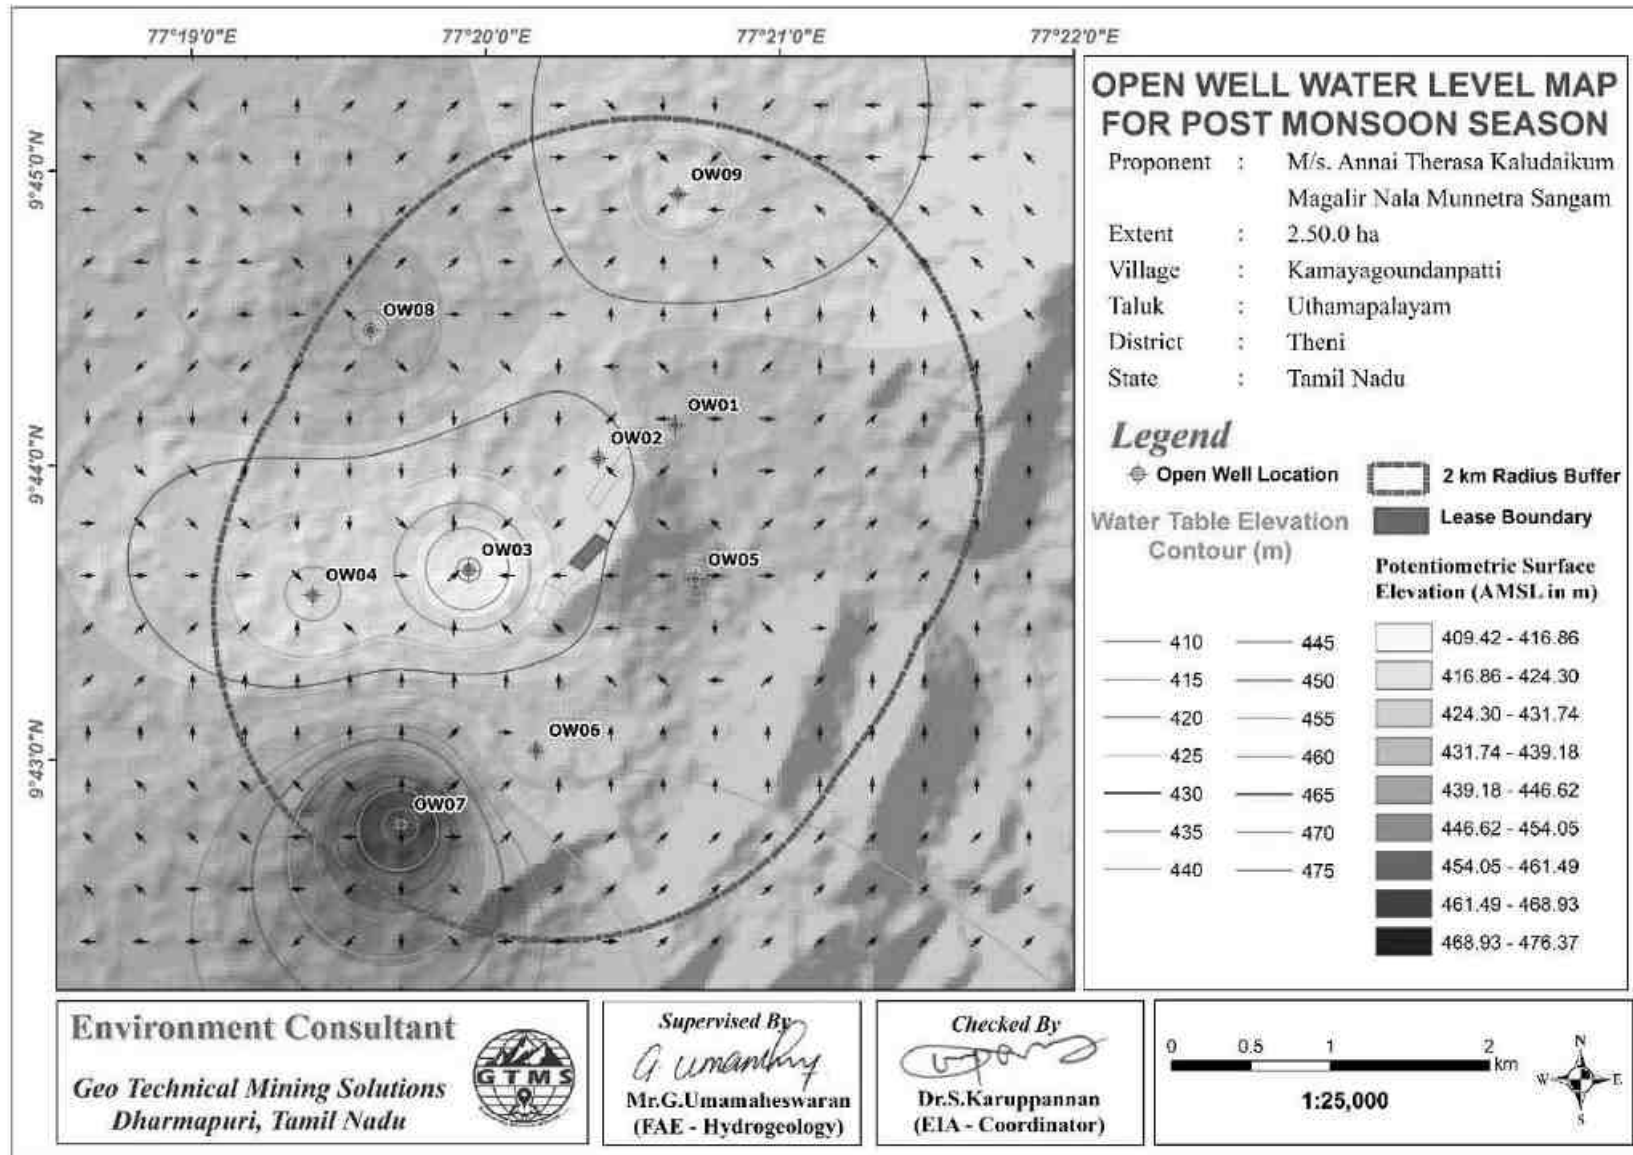 77°19'0"E 77°20'0"E 77°21'0"E 77°22'0"E
9°45'0"N
9°44'0"N
9°43'0"N
OW09
OW08
OW01
OW02
OW03
OW05
OW04
OW06
OW07
OPEN WELL WATER LEVEL MAP
FOR POST MONSOON SEASON
Proponent : M/s. Annai Therasa Kaludaikum
Magalir Nala Munnetra Sangam
Extent : 2.50.0 ha
Village : Kamayagoundanpatti
Taluk : Uthamapalayam
District : Theni
State : Tamil Nadu
Legend
Open Well Location
2 km Radius Buffer
Lease Boundary
Water Table Elevation
Contour (m)
410 445
415 450
420 455
425 460
430 465
435 470
440 475
Potentiometric Surface
Elevation (AMSL in m)
409.42 - 416.86
416.86 - 424.30
424.30 - 431.74
431.74 - 439.18
439.18 - 446.62
446.62 - 454.05
454.05 - 461.49
461.49 - 468.93
468.93 - 476.37
Environment Consultant
Geo Technical Mining Solutions
Dharmapuri, Tamil Nadu
GTMS
Supervised By
Mr.G.Umamaheswaran
(FAE - Hydrogeology)
Checked By
Dr.S.Karuppannan
(EIA - Coordinator)
0 0.5 1 2
km
1:25,000
N
W E
S